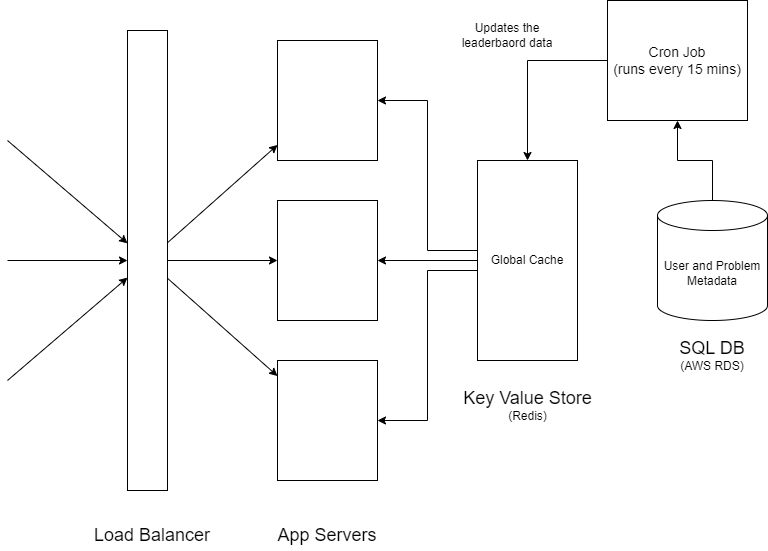 Updates the
leaderbaord data
Cron Job
(runs every 15 mins)
Global Cache
User and Problem
Metadata
SQL DB
(AWS RDS)
Key Value Store
(Redis)
Load Balancer
App Servers